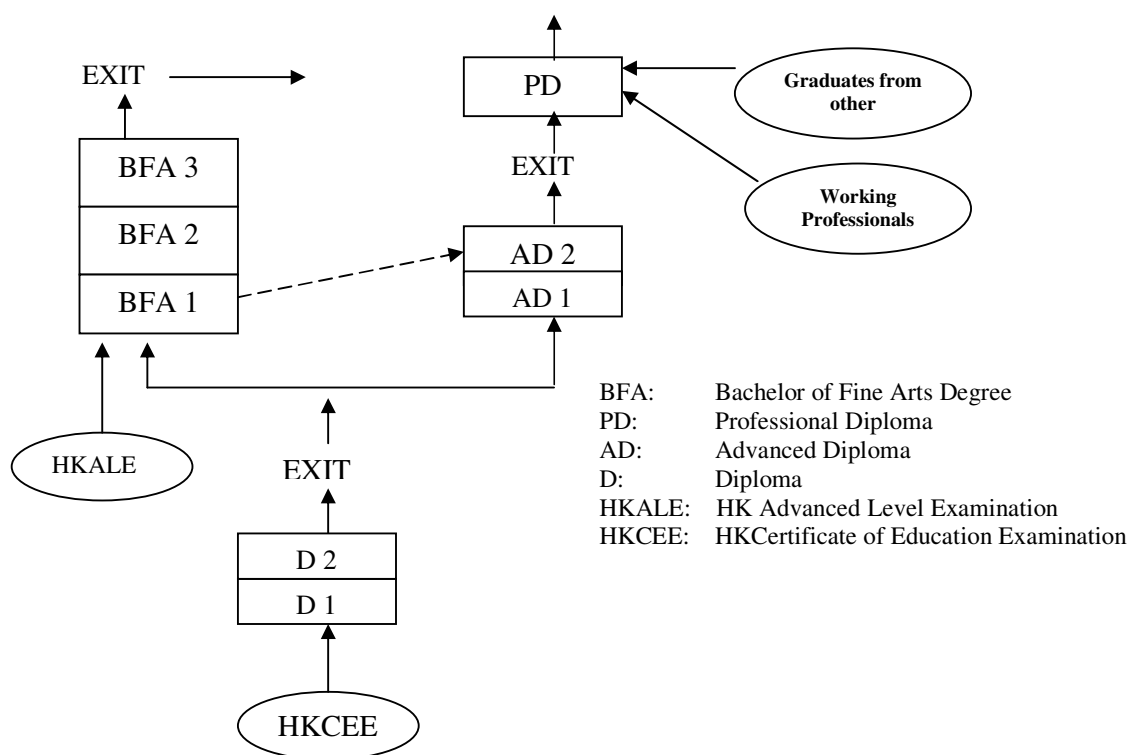 EXIT
PD
Graduates from
other
BFA 3
EXIT
Working
Professionals
BFA 2
AD 2
BFA 1
AD 1
BFA: Bachelor of Fine Arts Degree
PD: Professional Diploma
AD: Advanced Diploma
D: Diploma
HKALE: HK Advanced Level Examination
HKCEE: HKCertificate of Education Examination
HKALE
EXIT
D 2
D 1
HKCEE